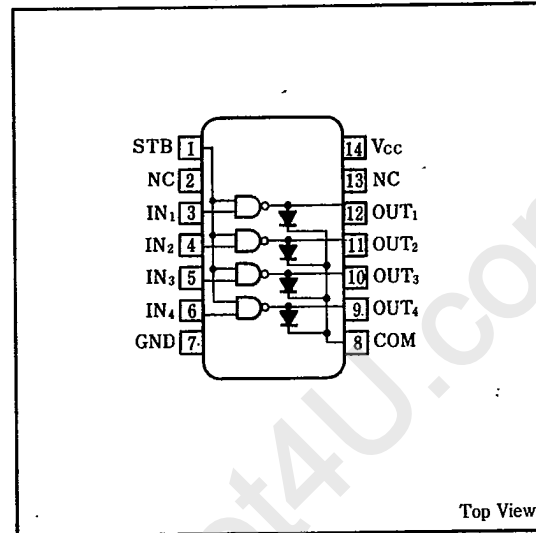 STB 1 14 Vcc
NC 2 13 NC
IN₁ 3 12 OUT₁
IN₂ 4 11 OUT₂
IN₃ 5 10 OUT₃
IN₄ 6 9 OUT₄
GND 7 8 COM
Top View